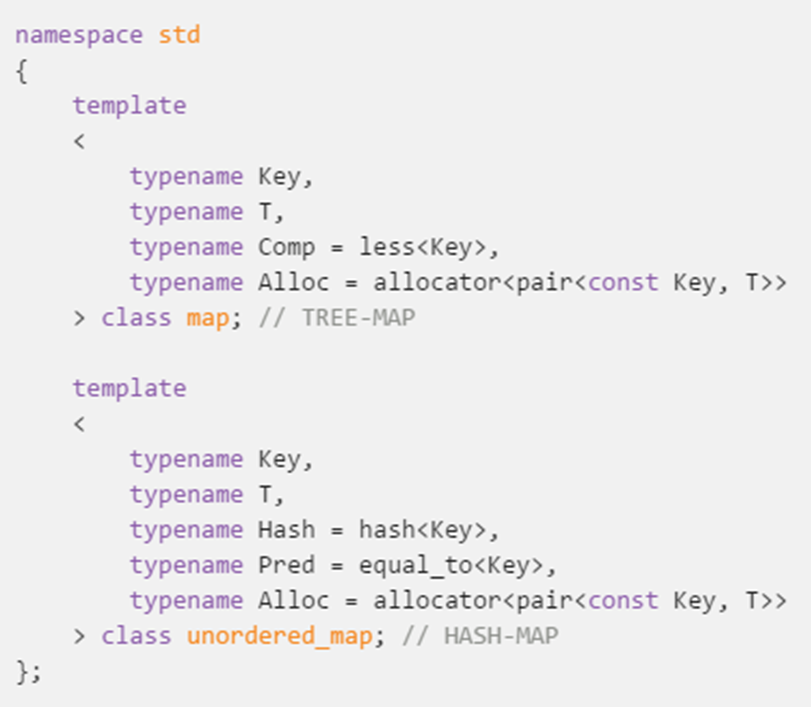 namespace std
{
    template
    <
        typename Key,
        typename T,
        typename Comp = less<Key>,
        typename Alloc = allocator<pair<const Key, T>>
    > class map; // TREE-MAP

    template
    <
        typename Key,
        typename T,
        typename Hash = hash<Key>,
        typename Pred = equal_to<Key>,
        typename Alloc = allocator<pair<const Key, T>>
    > class unordered_map; // HASH-MAP
};